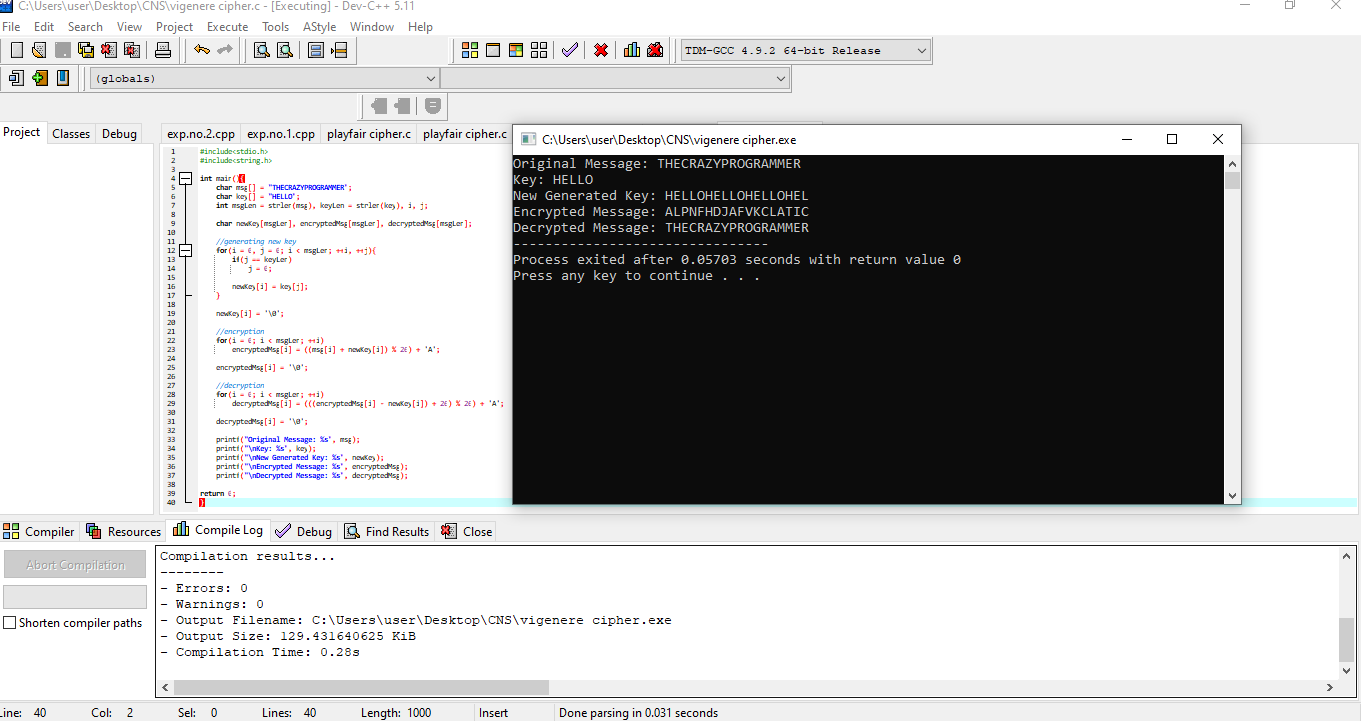 C:\Users\user\Desktop\CNS\vigenere cipher.c - [Executing] - Dev-C++ 5.11
File Edit Search View Project Execute Tools AStyle Window Help
TDM-GCC 4.9.2 64-bit Release
(globals)
Project Classes Debug
exp.no.2.cpp exp.no.1.cpp playfair cipher.c playfair cipher.c
1 #include<stdio.h>
2 #include<string.h>
3
4 int main(){
5 char msg[] = "THECRAZYPROGRAMMER";
6 char key[] = "HELLO";
7 int msgLen = strlen(msg), keyLen = strlen(key), i, j;
8
9 char newKey[msgLen], encryptedMsg[msgLen], decryptedMsg[msgLen];
10
11 //generating new key
12 for(i = 0, j = 0; i < msgLen; ++i, ++j){
13 if(j == keyLen)
14 j = 0;
15
16 newKey[i] = key[j];
17 }
18
19 newKey[i] = '\0';
20
21 //encryption
22 for(i = 0; i < msgLen; ++i)
23 encryptedMsg[i] = ((msg[i] + newKey[i]) % 26) + 'A';
24
25 encryptedMsg[i] = '\0';
26
27 //decryption
28 for(i = 0; i < msgLen; ++i)
29 decryptedMsg[i] = (((encryptedMsg[i] - newKey[i]) + 26) % 26) + 'A';
30
31 decryptedMsg[i] = '\0';
32
33 printf("Original Message: %s", msg);
34 printf("\nKey: %s", key);
35 printf("\nNew Generated Key: %s", newKey);
36 printf("\nEncrypted Message: %s", encryptedMsg);
37 printf("\nDecrypted Message: %s", decryptedMsg);
38
39 return 0;
40 }
C:\Users\user\Desktop\CNS\vigenere cipher.exe
Original Message: THECRAZYPROGRAMMER
Key: HELLO
New Generated Key: HELLOHELLOHELLOHEL
Encrypted Message: ALPNFHDJAFVKCLATIC
Decrypted Message: THECRAZYPROGRAMMER
--------------------------------
Process exited after 0.05703 seconds with return value 0
Press any key to continue . . .
Compiler Resources Compile Log Debug Find Results Close
Abort Compilation
Shorten compiler paths
Compilation results...
--------
- Errors: 0
- Warnings: 0
- Output Filename: C:\Users\user\Desktop\CNS\vigenere cipher.exe
- Output Size: 129.431640625 KiB
- Compilation Time: 0.28s
Line: 40 Col: 2 Sel: 0 Lines: 40 Length: 1000 Insert Done parsing in 0.031 seconds